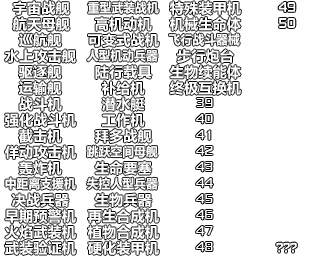 宇宙战舰 重型武装战机 特殊装甲机 49
航天母舰 高机动机 机械生命体 50
巡航舰 可变式战机 飞行战斗器械
水上攻击机 人型机动兵器 步行炮台
驱逐舰 陆行载具 生物续能体
运输舰 补给机 终极互换机
战斗机 潜水艇 39
强化战斗机 工作机 40
截击机 拜多战舰 41
伴动攻击机 跳跃空间母舰 42
轰炸机 生命要塞 43
中距离支援机 失控人型兵器 44
决战兵器 生物兵器 45
早期预警机 再生合成机 46
火焰武装机 植物合成机 47
武装验证机 硬化装甲机 48 ???